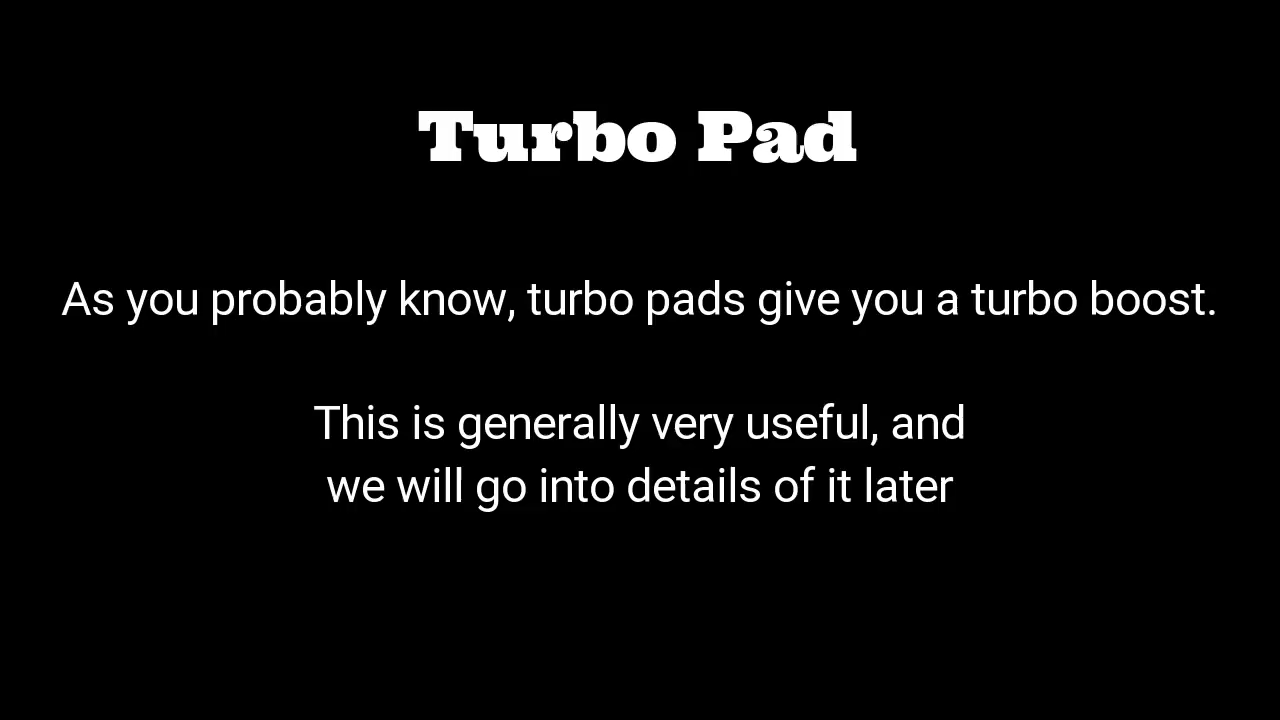 Turbo Pad
As you probably know, turbo pads give you a turbo boost.
This is generally very useful, and
we will go into details of it later